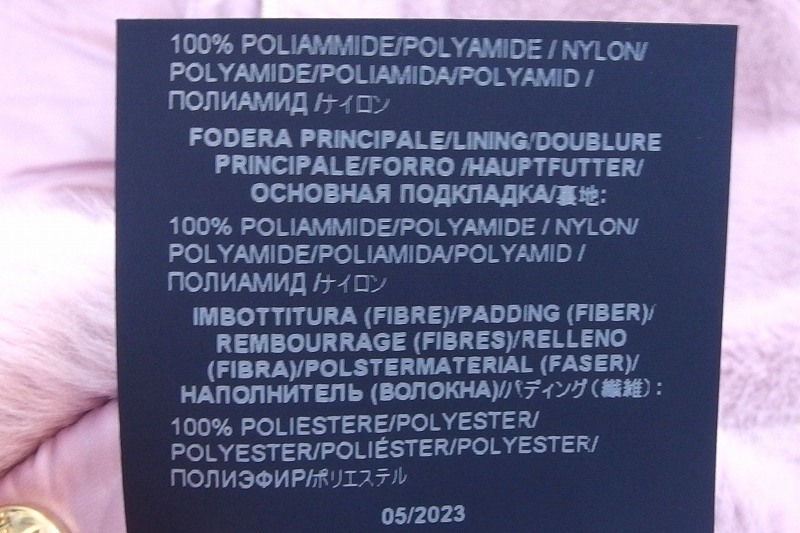 100% POLIAMMIDE/POLYAMIDE / NYLON/
POLYAMIDE/POLIAMIDA/POLYAMID /
ПОЛИАМИД /ナイロン
FODERA PRINCIPALE/LINING/DOUBLURE
PRINCIPALE/FORRO /HAUPTFUTTER/
ОСНОВНАЯ ПОДКЛАДКА/裏地:
100% POLIAMMIDE/POLYAMIDE / NYLON/
POLYAMIDE/POLIAMIDA/POLYAMID /
ПОЛИАМИД /ナイロン
IMBOTTITURA (FIBRE)/PADDING (FIBER)/
REMBOURRAGE (FIBRES)/RELLENO
(FIBRA)/POLSTERMATERIAL (FASER)/
НАПОЛНИТЕЛЬ (ВОЛОКНА)/パディング(繊維):
100% POLIESTERE/POLYESTER/
POLYESTER/POLIÉSTER/POLYESTER/
ПОЛИЭФИР/ポリエステル
05/2023